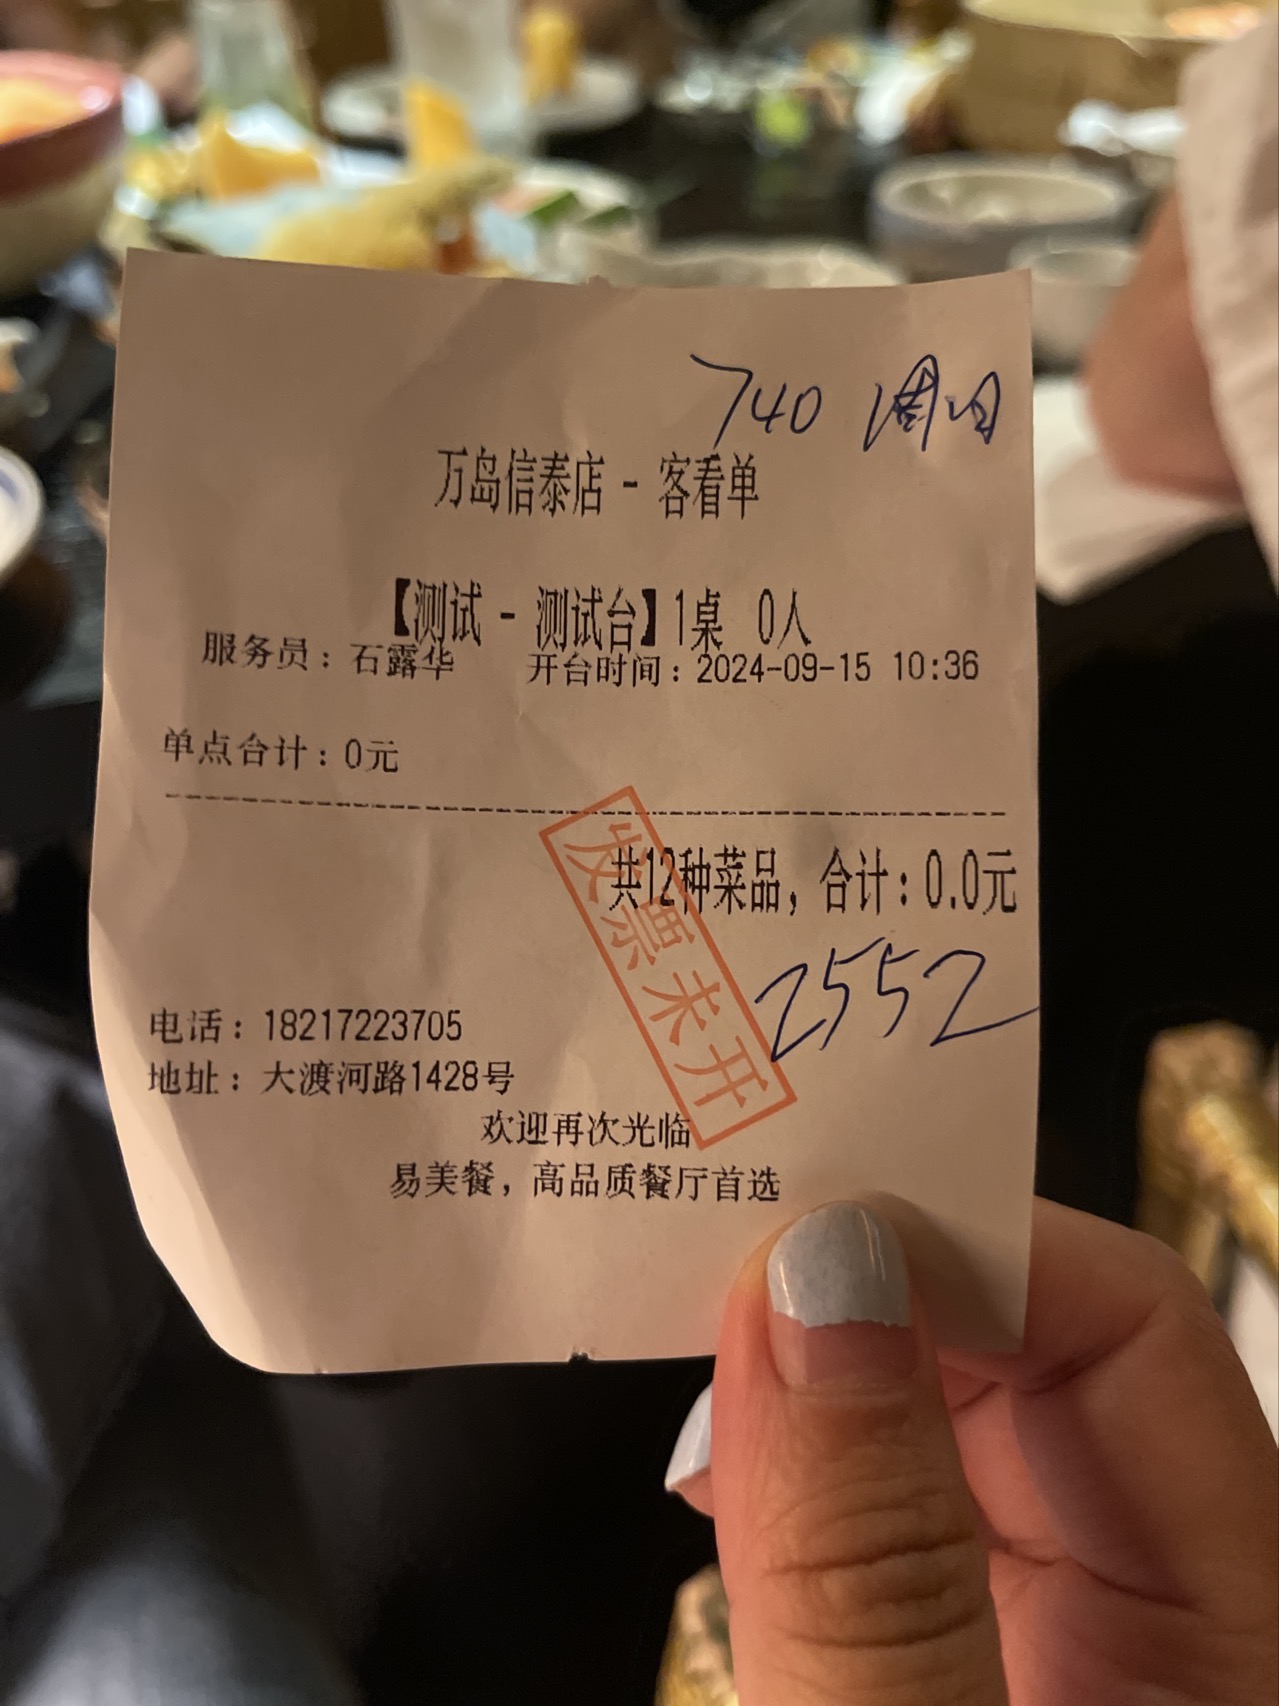 740 周明
万岛信泰店 - 客看单
【测试 - 测试台】1桌 0人
服务员：石露华 开台时间：2024-09-15 10:36
单点合计：0元
共12种菜品，合计：0.0元
发票未开
2552
电话：18217223705
地址：大渡河路1428号
欢迎再次光临
易美餐，高品质餐厅首选